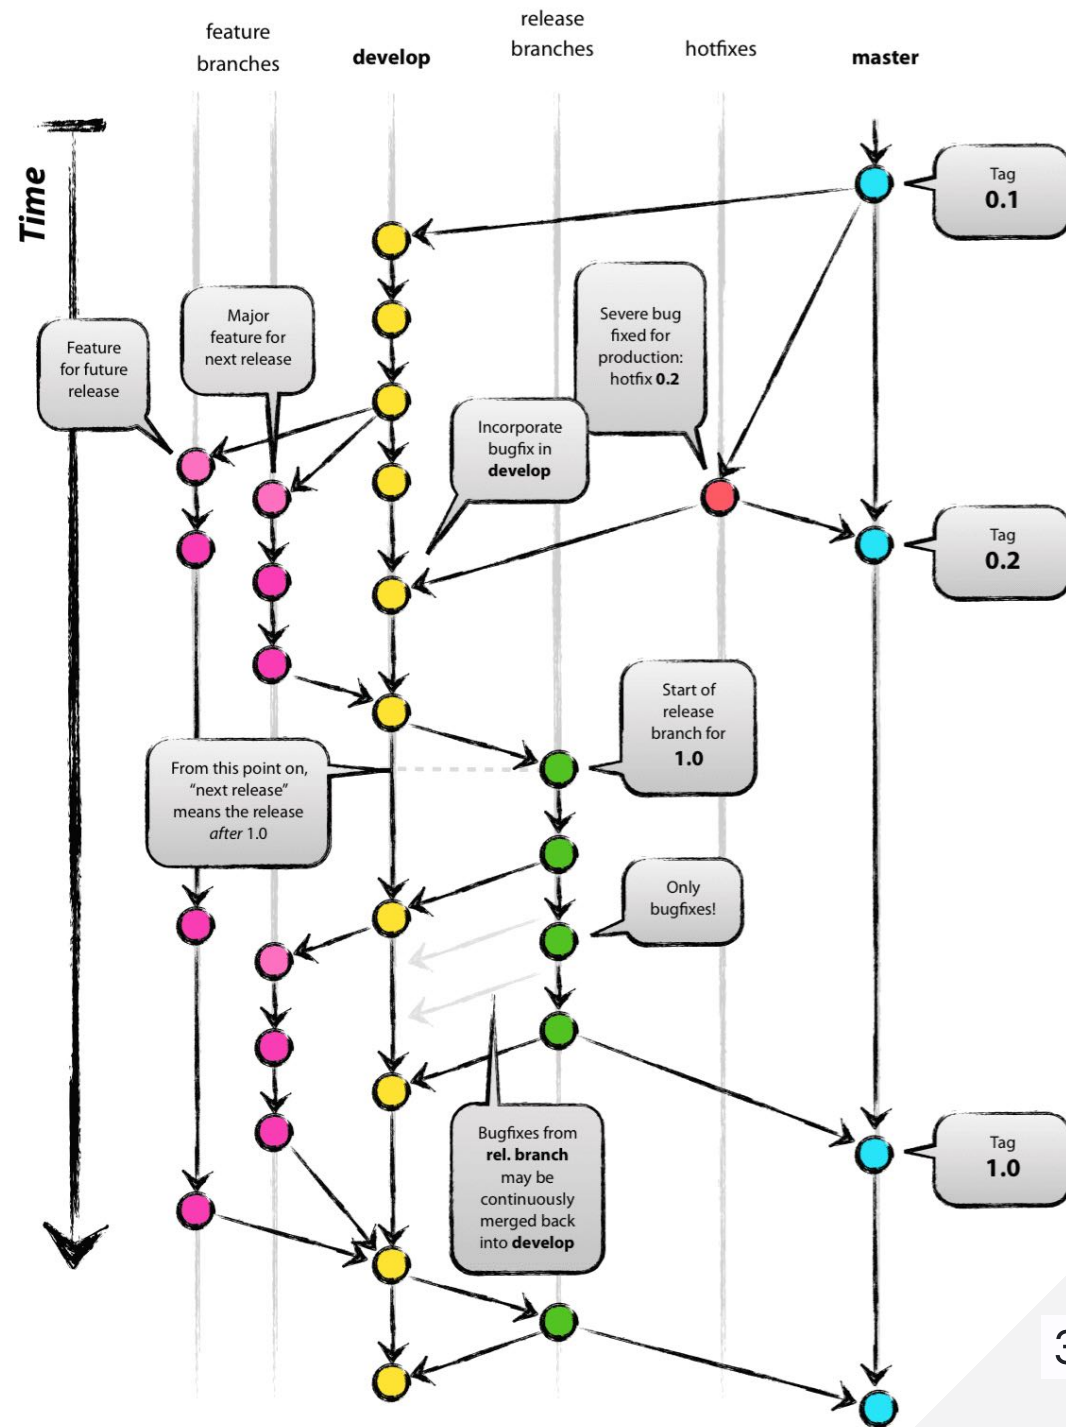 feature
branches
develop
release
branches
hotfixes
master
Time
Tag
0.1
Major
feature for
next release
Severe bug
fixed for
production:
hotfix 0.2
Feature
for future
release
Incorporate
bugfix in
develop
Tag
0.2
Start of
release
branch for
1.0
From this point on,
“next release”
means the release
after 1.0
Only
bugfixes!
Bugfixes from
rel. branch
may be
continuously
merged back
into develop
Tag
1.0